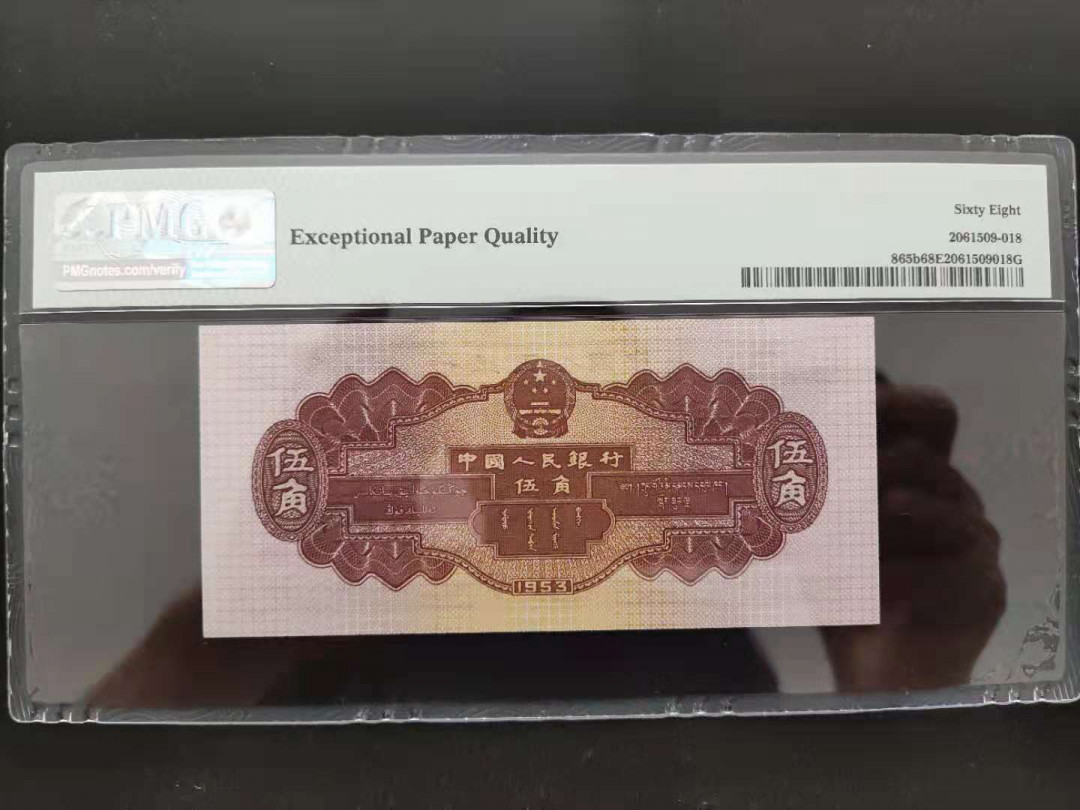 PMG
PMGnotes.com/verify
Exceptional Paper Quality
Sixty Eight
2061509-018
865b68E2061509018G
中國人民銀行
伍角
伍角
伍角
1953